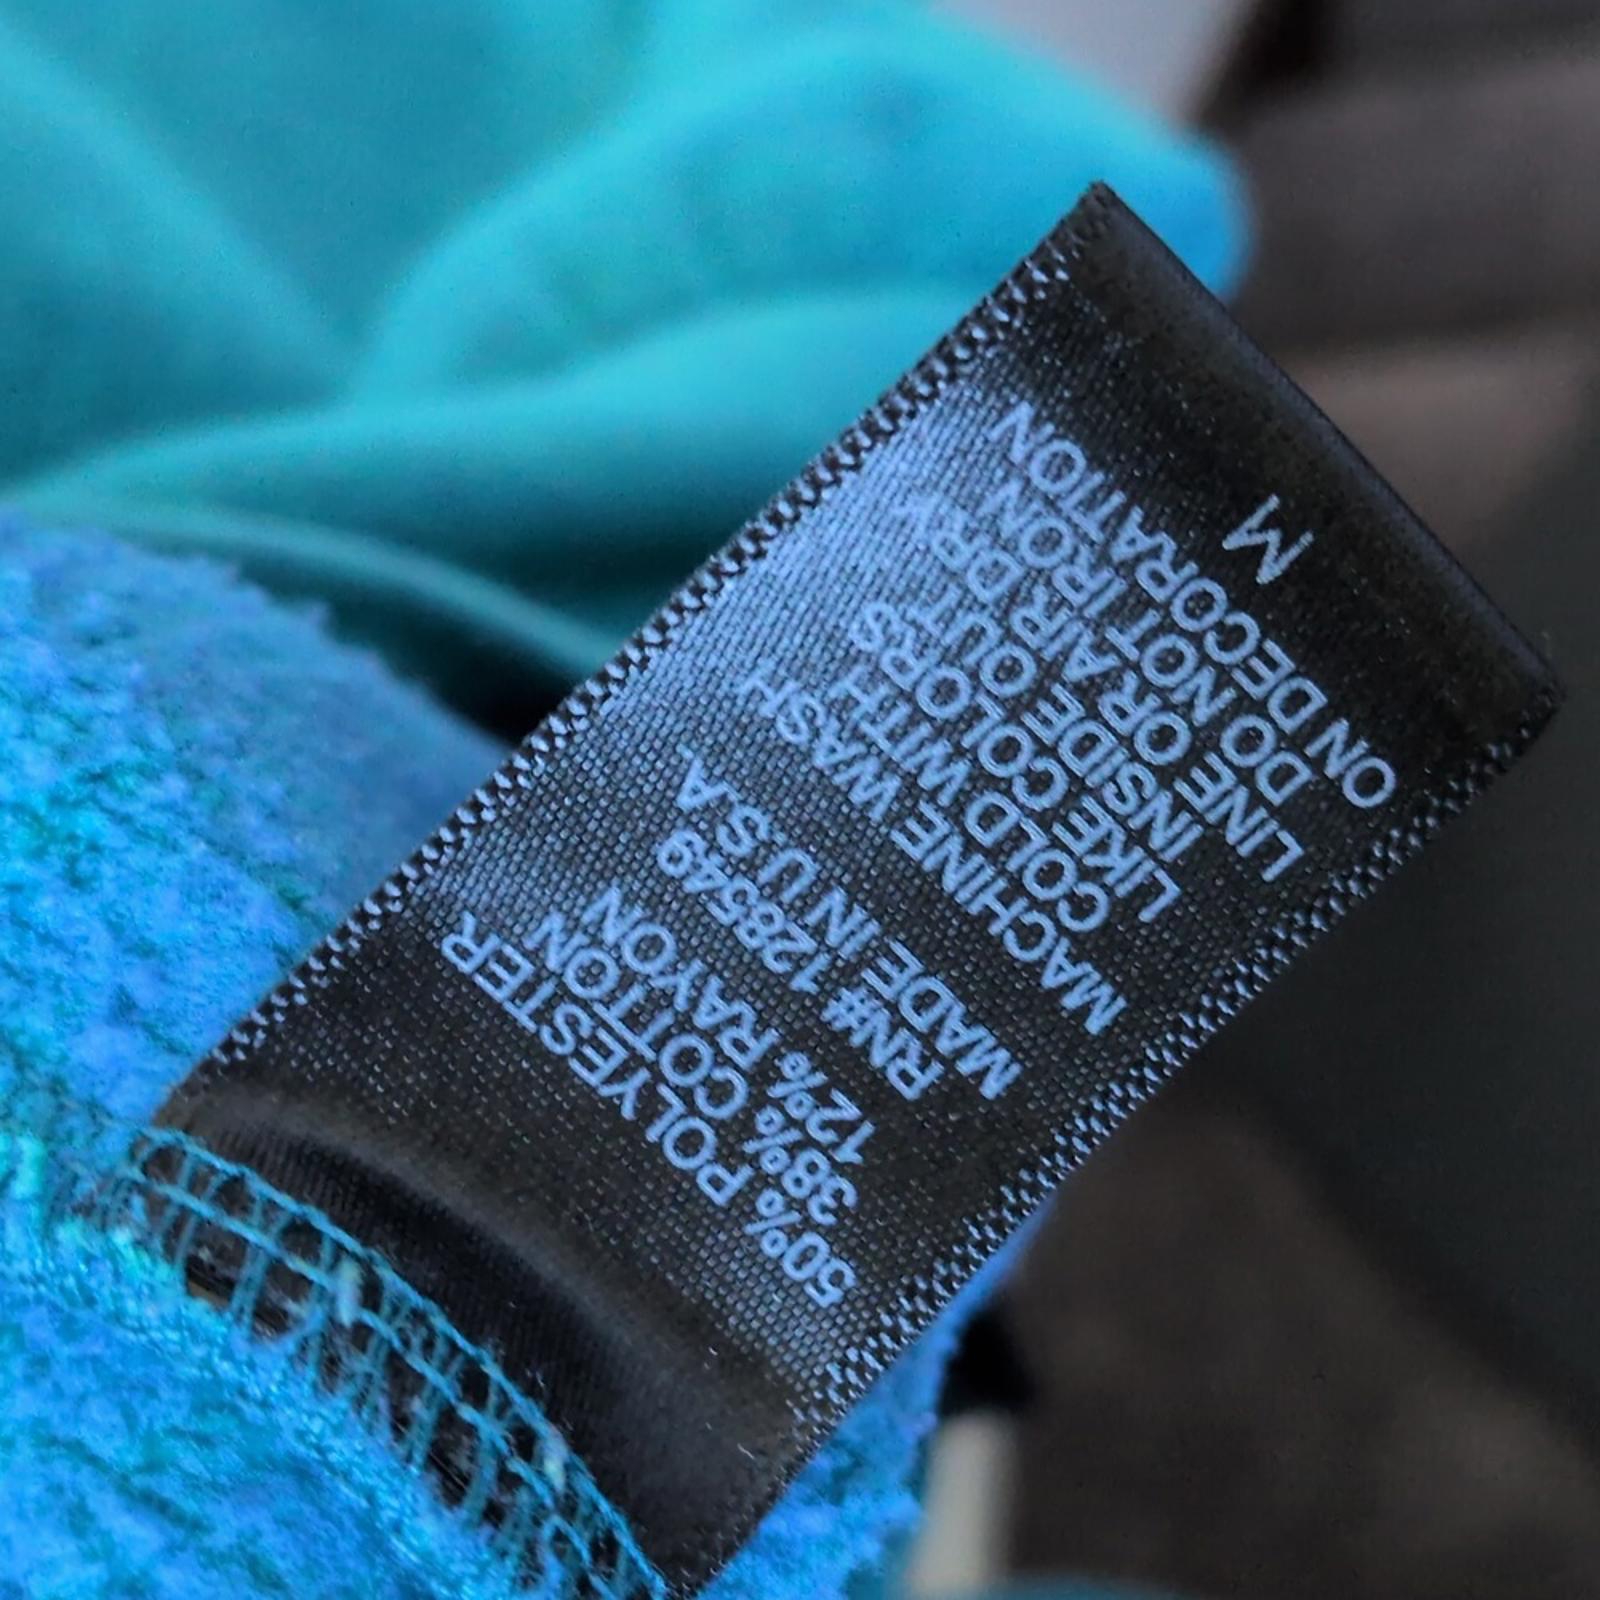 50% POLYESTER
38% COTTON
12% RAYON
RN# 128549
MADE IN U.S.A
MACHINE WASH
COLD WITH
LIKE COLORS
INSIDE OUT
LINE OR AIR DRY
DO NOT IRON
ON DECORATION
M